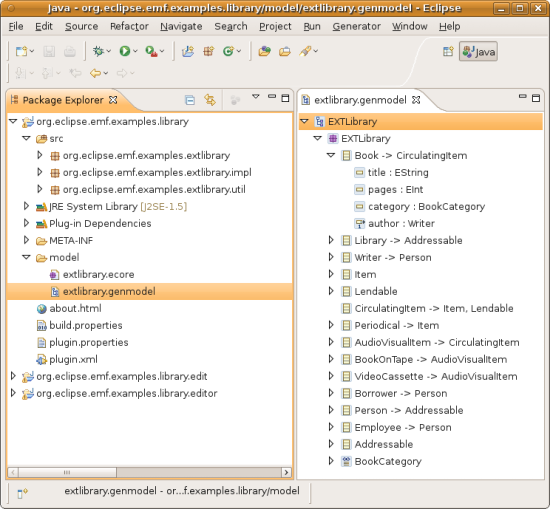 Java - org.eclipse.emf.examples.library/model/extlibrary.genmodel - Eclipse
File Edit Source Refactor Navigate Search Project Run Generator Window Help
Java
Package Explorer
org.eclipse.emf.examples.library
src
org.eclipse.emf.examples.extlibrary
org.eclipse.emf.examples.extlibrary.impl
org.eclipse.emf.examples.extlibrary.util
JRE System Library [J2SE-1.5]
Plug-in Dependencies
META-INF
model
extlibrary.ecore
extlibrary.genmodel
about.html
build.properties
plugin.properties
plugin.xml
org.eclipse.emf.examples.library.edit
org.eclipse.emf.examples.library.editor
extlibrary.genmodel
EXTLibrary
EXTLibrary
Book -> CirculatingItem
title : EString
pages : EInt
category : BookCategory
author : Writer
Library -> Addressable
Writer -> Person
Item
Lendable
CirculatingItem -> Item, Lendable
Periodical -> Item
AudioVisualItem -> CirculatingItem
BookOnTape -> AudioVisualItem
VideoCassette -> AudioVisualItem
Borrower -> Person
Person -> Addressable
Employee -> Person
Addressable
BookCategory
extlibrary.genmodel - or...f.examples.library/model